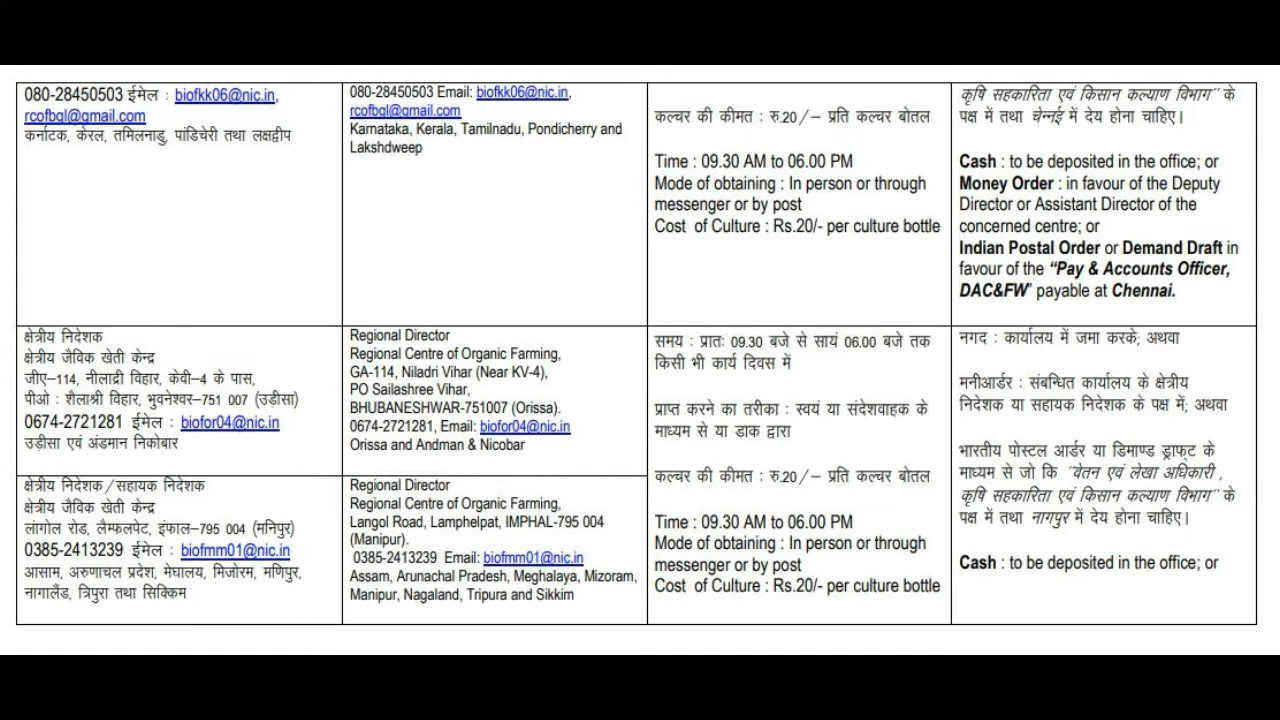 080-28450503 ईमेल : biofkk06@nic.in,
rcofbgl@gmail.com
कर्नाटक, केरल, तमिलनाडु, पांडिचेरी तथा लक्षद्वीप
080-28450503 Email: biofkk06@nic.in,
rcofbgl@gmail.com
Karnataka, Kerala, Tamilnadu, Pondicherry and
Lakshdweep
कल्चर की कीमत : रु.20/– प्रति कल्चर बोतल
Time : 09.30 AM to 06.00 PM
Mode of obtaining : In person or through
messenger or by post
Cost of Culture : Rs.20/- per culture bottle
कृषि सहकारिता एवं किसान कल्याण विभाग" के
पक्ष में तथा चेन्नई में देय होना चाहिए।
Cash : to be deposited in the office; or
Money Order : in favour of the Deputy
Director or Assistant Director of the
concerned centre; or
Indian Postal Order or Demand Draft in
favour of the “Pay & Accounts Officer,
DAC&FW” payable at Chennai.
क्षेत्रीय निदेशक
क्षेत्रीय जैविक खेती केन्द्र
जीए–114, नीलाद्री विहार, केवी–4 के पास,
पीओ : शैलाश्री विहार, भुवनेश्वर–751 007 (उड़ीसा)
0674-2721281 ईमेल : biofor04@nic.in
उड़ीसा एवं अंडमान निकोबार
Regional Director
Regional Centre of Organic Farming,
GA-114, Niladri Vihar (Near KV-4),
PO Sailashree Vihar,
BHUBANESHWAR-751007 (Orissa).
0674-2721281, Email: biofor04@nic.in
Orissa and Andman & Nicobar
समय : प्रातः 09.30 बजे से सायं 06.00 बजे तक
किसी भी कार्य दिवस में
प्राप्त करने का तरीका : स्वयं या संदेशवाहक के
माध्यम से या डाक द्वारा
कल्चर की कीमत : रु.20/– प्रति कल्चर बोतल
Time : 09.30 AM to 06.00 PM
Mode of obtaining : In person or through
messenger or by post
Cost of Culture : Rs.20/- per culture bottle
नगद : कार्यालय में जमा करके; अथवा
मनीआर्डर : संबन्धित कार्यालय के क्षेत्रीय
निदेशक या सहायक निदेशक के पक्ष में; अथवा
भारतीय पोस्टल आर्डर या डिमाण्ड ड्राफ्ट के
माध्यम से जो कि "वेतन एवं लेखा अधिकारी,
कृषि सहकारिता एवं किसान कल्याण विभाग" के
पक्ष में तथा नागपुर में देय होना चाहिए।
Cash : to be deposited in the office; or
क्षेत्रीय निदेशक/सहायक निदेशक
क्षेत्रीय जैविक खेती केन्द्र
लांगोल रोड, लैम्फलपेट, इंफाल–795 004 (मनिपुर)
0385-2413239 ईमेल : biofmm01@nic.in
आसाम, अरुणाचल प्रदेश, मेघालय, मिजोरम, मणिपुर,
नागालैंड, त्रिपुरा तथा सिक्किम
Regional Director
Regional Centre of Organic Farming,
Langol Road, Lamphelpat, IMPHAL-795 004
(Manipur).
0385-2413239 Email: biofmm01@nic.in
Assam, Arunachal Pradesh, Meghalaya, Mizoram,
Manipur, Nagaland, Tripura and Sikkim